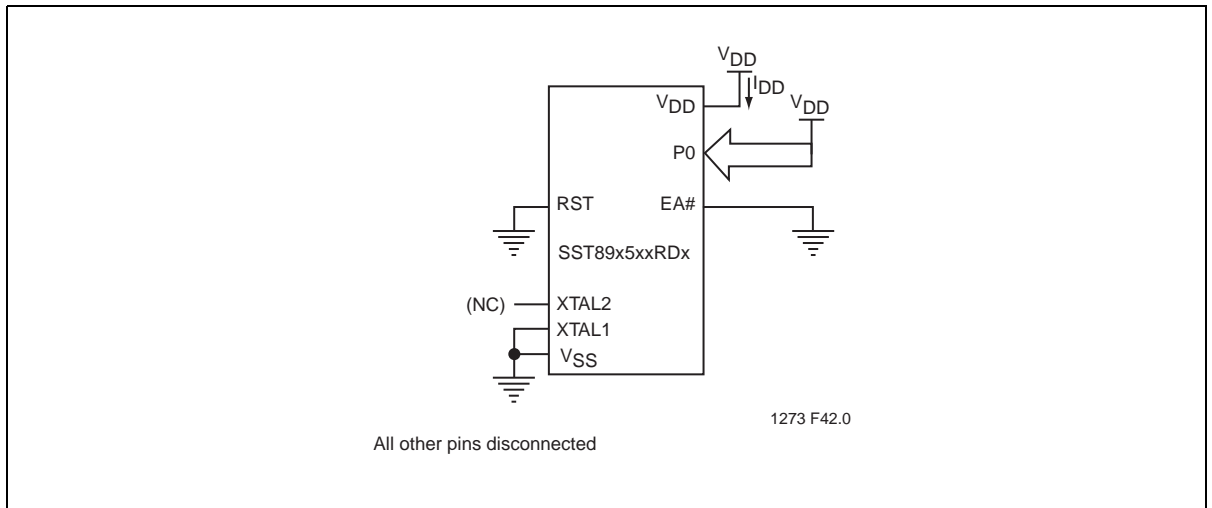 VDD
IDD
VDD
VDD
P0
RST
EA#
SST89x5xxRDx
(NC)
XTAL2
XTAL1
VSS
1273 F42.0
All other pins disconnected